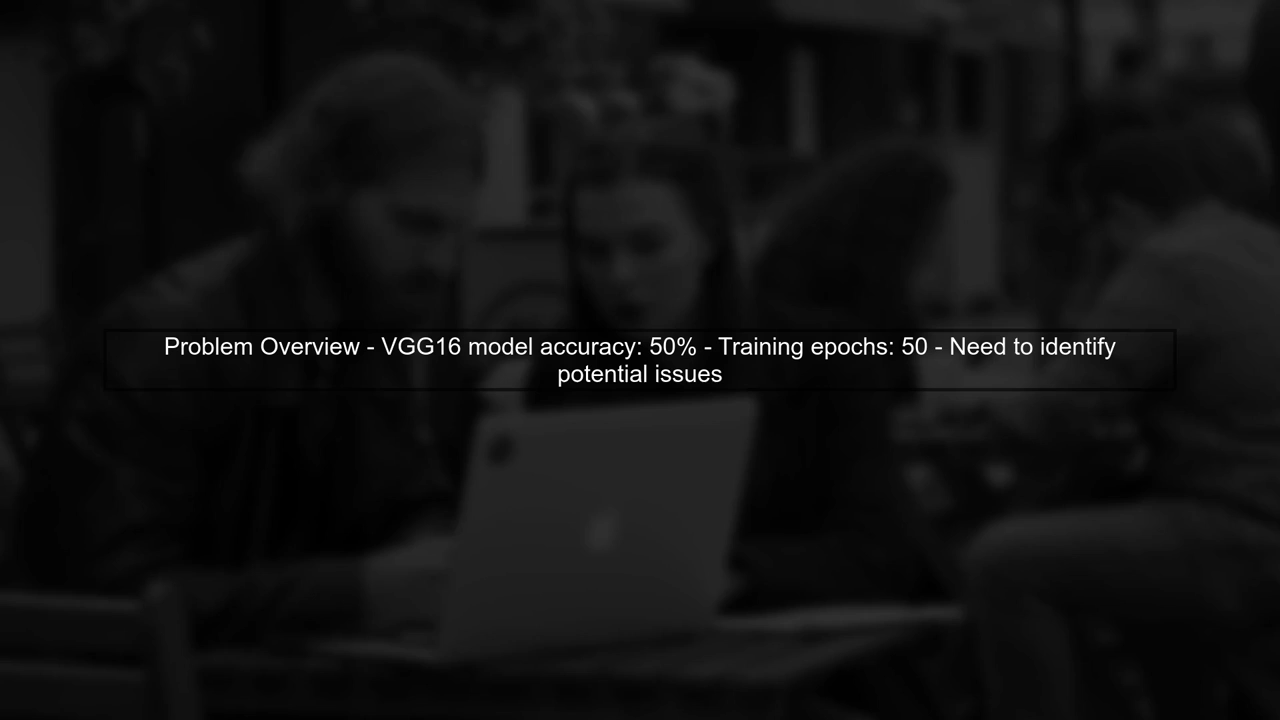 Problem Overview - VGG16 model accuracy: 50% - Training epochs: 50 - Need to identify
potential issues